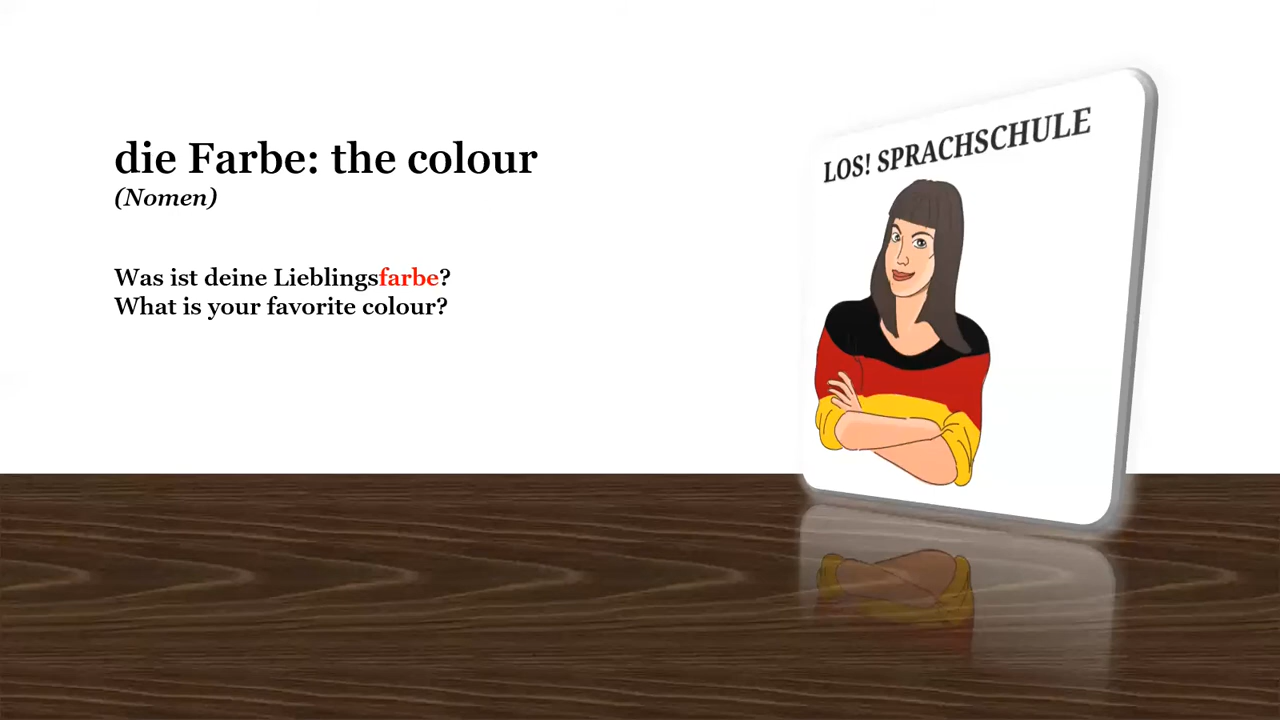 die Farbe: the colour
(Nomen)
Was ist deine Lieblingsfarbe?
What is your favorite colour?
LOS! SPRACHSCHULE